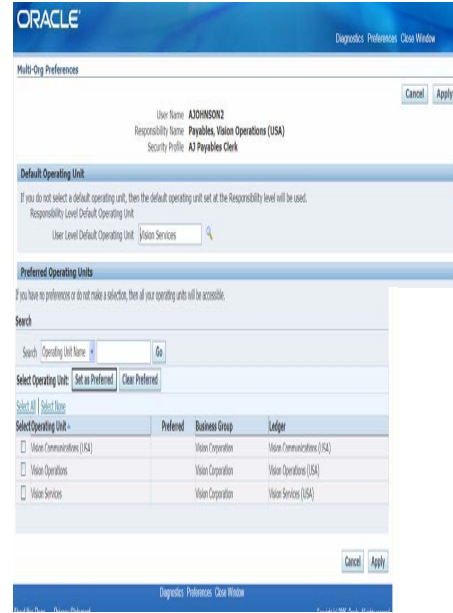 ORACLE
Diagnostics Preferences Close Window
Multi-Org Preferences
Cancel Apply
User Name AJOHNSON2
Responsibility Name Payables, Vision Operations (USA)
Security Profile AJ Payables Clerk
Default Operating Unit
If you do not select a default operating unit, then the default operating unit set at the Responsibility level will be used.
Responsibility Level Default Operating Unit
User Level Default Operating Unit Vision Services
Preferred Operating Units
If you have no preferences or do not make a selection, then all your operating units will be accessible.
Search
Search Operating Unit Name Go
Select Operating Unit: Set as Preferred Clear Preferred
Select All Select None
Select Operating Unit Preferred Business Group Ledger
Vision Communications (USA) Vision Corporation Vision Communications (USA)
Vision Operations Vision Corporation Vision Operations (USA)
Vision Services Vision Corporation Vision Services (USA)
Cancel Apply
Diagnostics Preferences Close Window
About this Page Privacy Statement